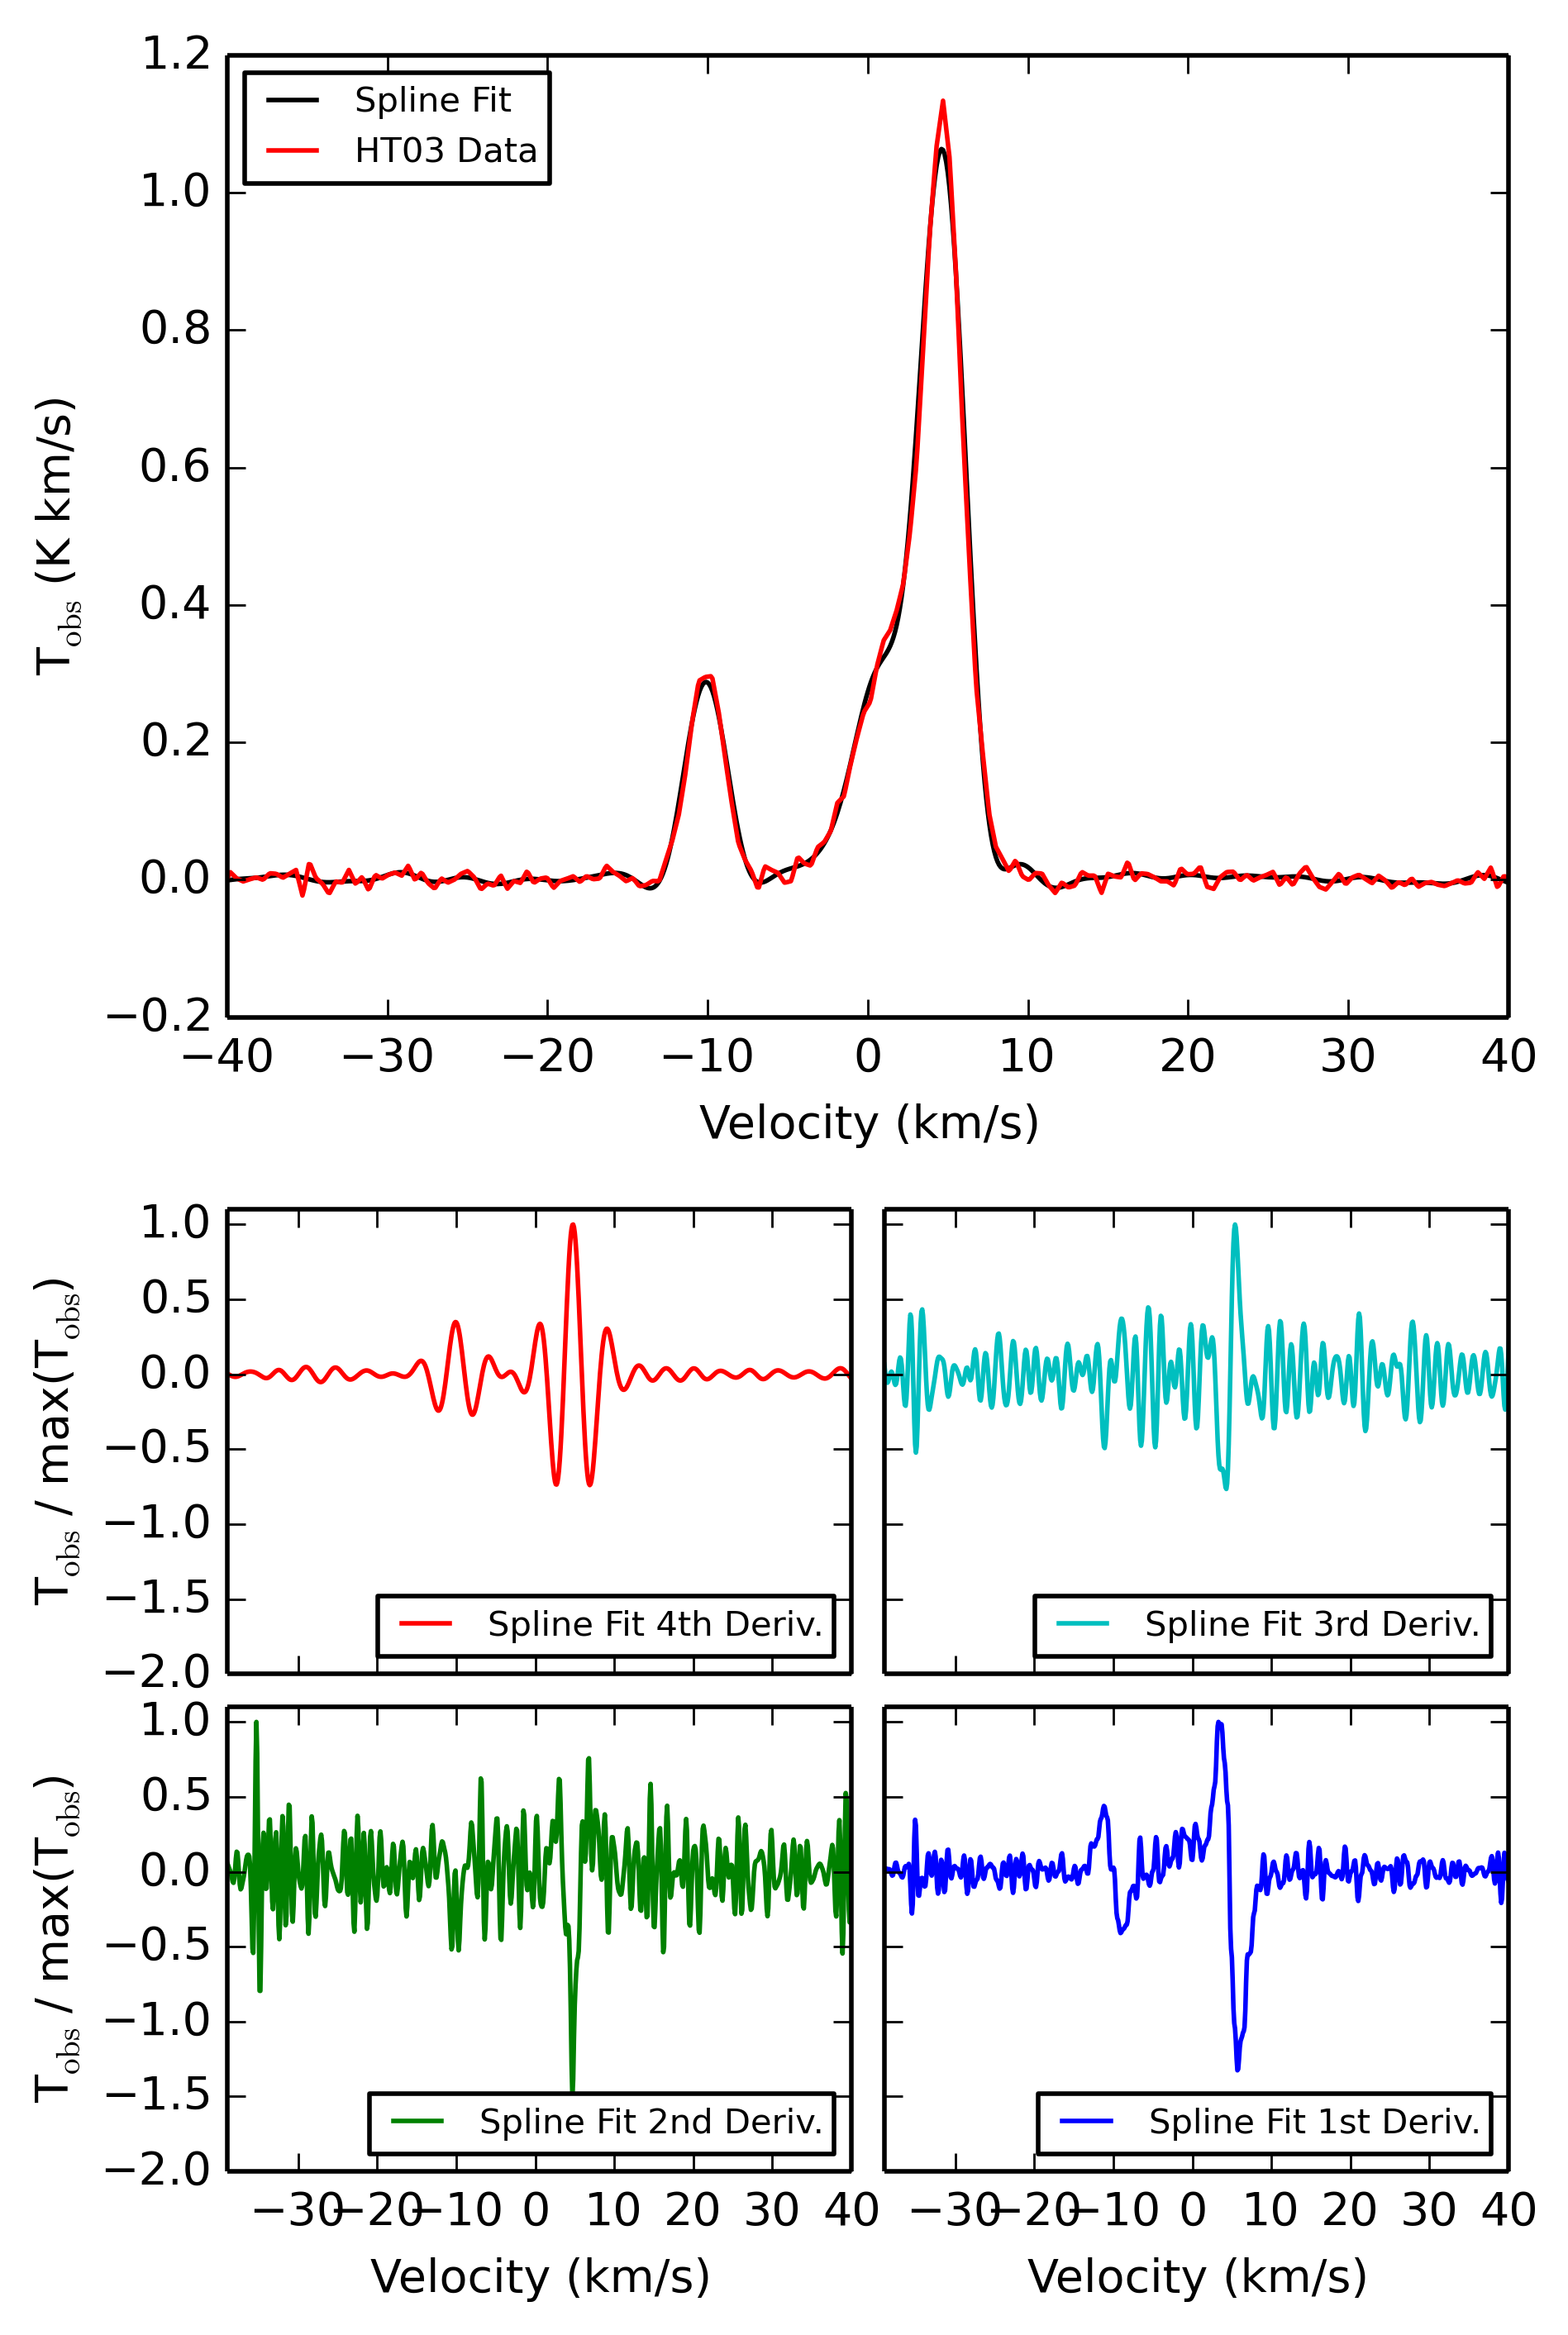 1.2
1.0
0.8
0.6
0.4
0.2
0.0
−0.2
T_obs (K km/s)
Spline Fit
HT03 Data
−40 −30 −20 −10 0 10 20 30 40
Velocity (km/s)
1.0
0.5
0.0
−0.5
−1.0
−1.5
−2.0
T_obs / max(T_obs)
Spline Fit 4th Deriv.
Spline Fit 3rd Deriv.
1.0
0.5
0.0
−0.5
−1.0
−1.5
−2.0
T_obs / max(T_obs)
Spline Fit 2nd Deriv.
Spline Fit 1st Deriv.
−30 −20 −10 0 10 20 30 40
−30 −20 −10 0 10 20 30 40
Velocity (km/s)
Velocity (km/s)